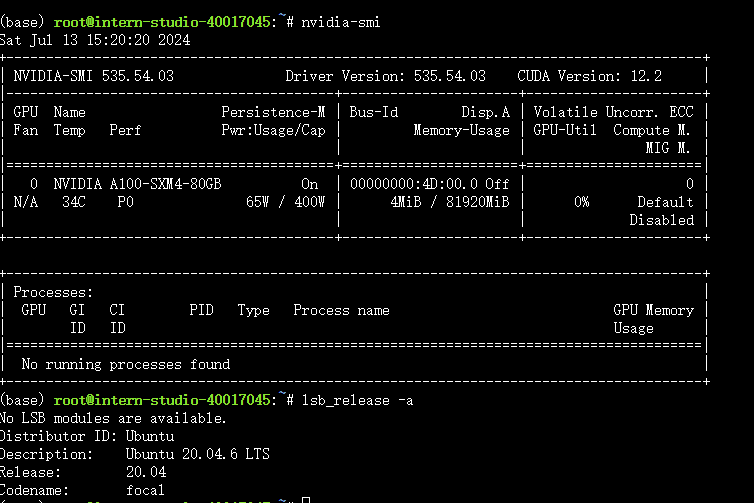 (base) root@intern-studio-40017045:~# nvidia-smi
Sat Jul 13 15:20:20 2024
+---------------------------------------------------------------------------------------+
| NVIDIA-SMI 535.54.03              Driver Version: 535.54.03    CUDA Version: 12.2     |
|-----------------------------------------+----------------------+----------------------+
| GPU  Name                 Persistence-M | Bus-Id        Disp.A | Volatile Uncorr. ECC |
| Fan  Temp   Perf          Pwr:Usage/Cap |         Memory-Usage | GPU-Util  Compute M. |
|                                         |                      |               MIG M. |
|=========================================+======================+======================|
|   0  NVIDIA A100-SXM4-80GB          On  | 00000000:4D:00.0 Off |                    0 |
| N/A   34C    P0              65W / 400W |      4MiB / 81920MiB |      0%      Default |
|                                         |                      |             Disabled |
+-----------------------------------------+----------------------+----------------------+
+---------------------------------------------------------------------------------------+
| Processes:                                                                            |
|  GPU   GI   CI        PID   Type   Process name                            GPU Memory |
|        ID   ID                                                             Usage      |
|=======================================================================================|
|  No running processes found                                                           |
+---------------------------------------------------------------------------------------+
(base) root@intern-studio-40017045:~# lsb_release -a
No LSB modules are available.
Distributor ID: Ubuntu
Description:    Ubuntu 20.04.6 LTS
Release:        20.04
Codename:       focal